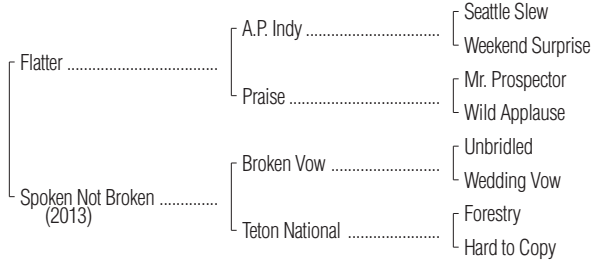 Seattle Slew
A.P. Indy ..................................
Weekend Surprise
Flatter ......................................
Mr. Prospector
Praise ......................................
Wild Applause
Unbridled
Broken Vow ...........................
Wedding Vow
Spoken Not Broken ..............
(2013)
Forestry
Teton National .......................
Hard to Copy